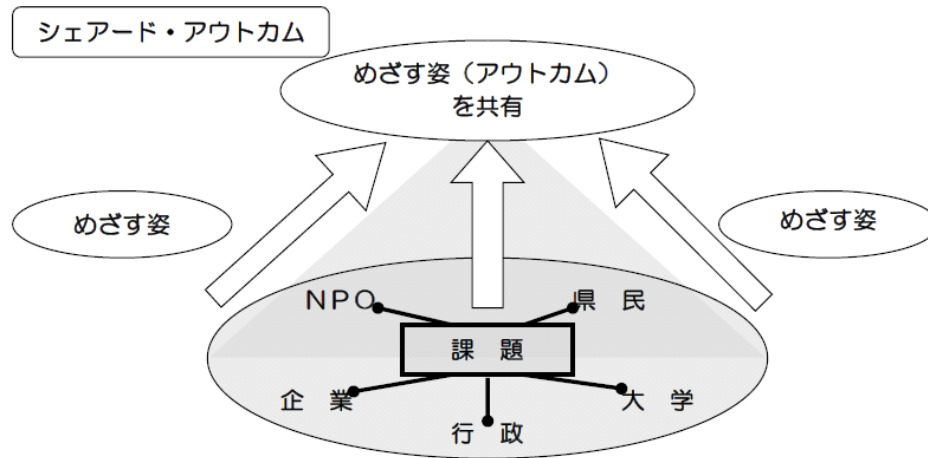 シェアード・アウトカム
めざす姿（アウトカム）
を共有
めざす姿
めざす姿
NPO
県　民
課　題
企　業
大　学
行　政